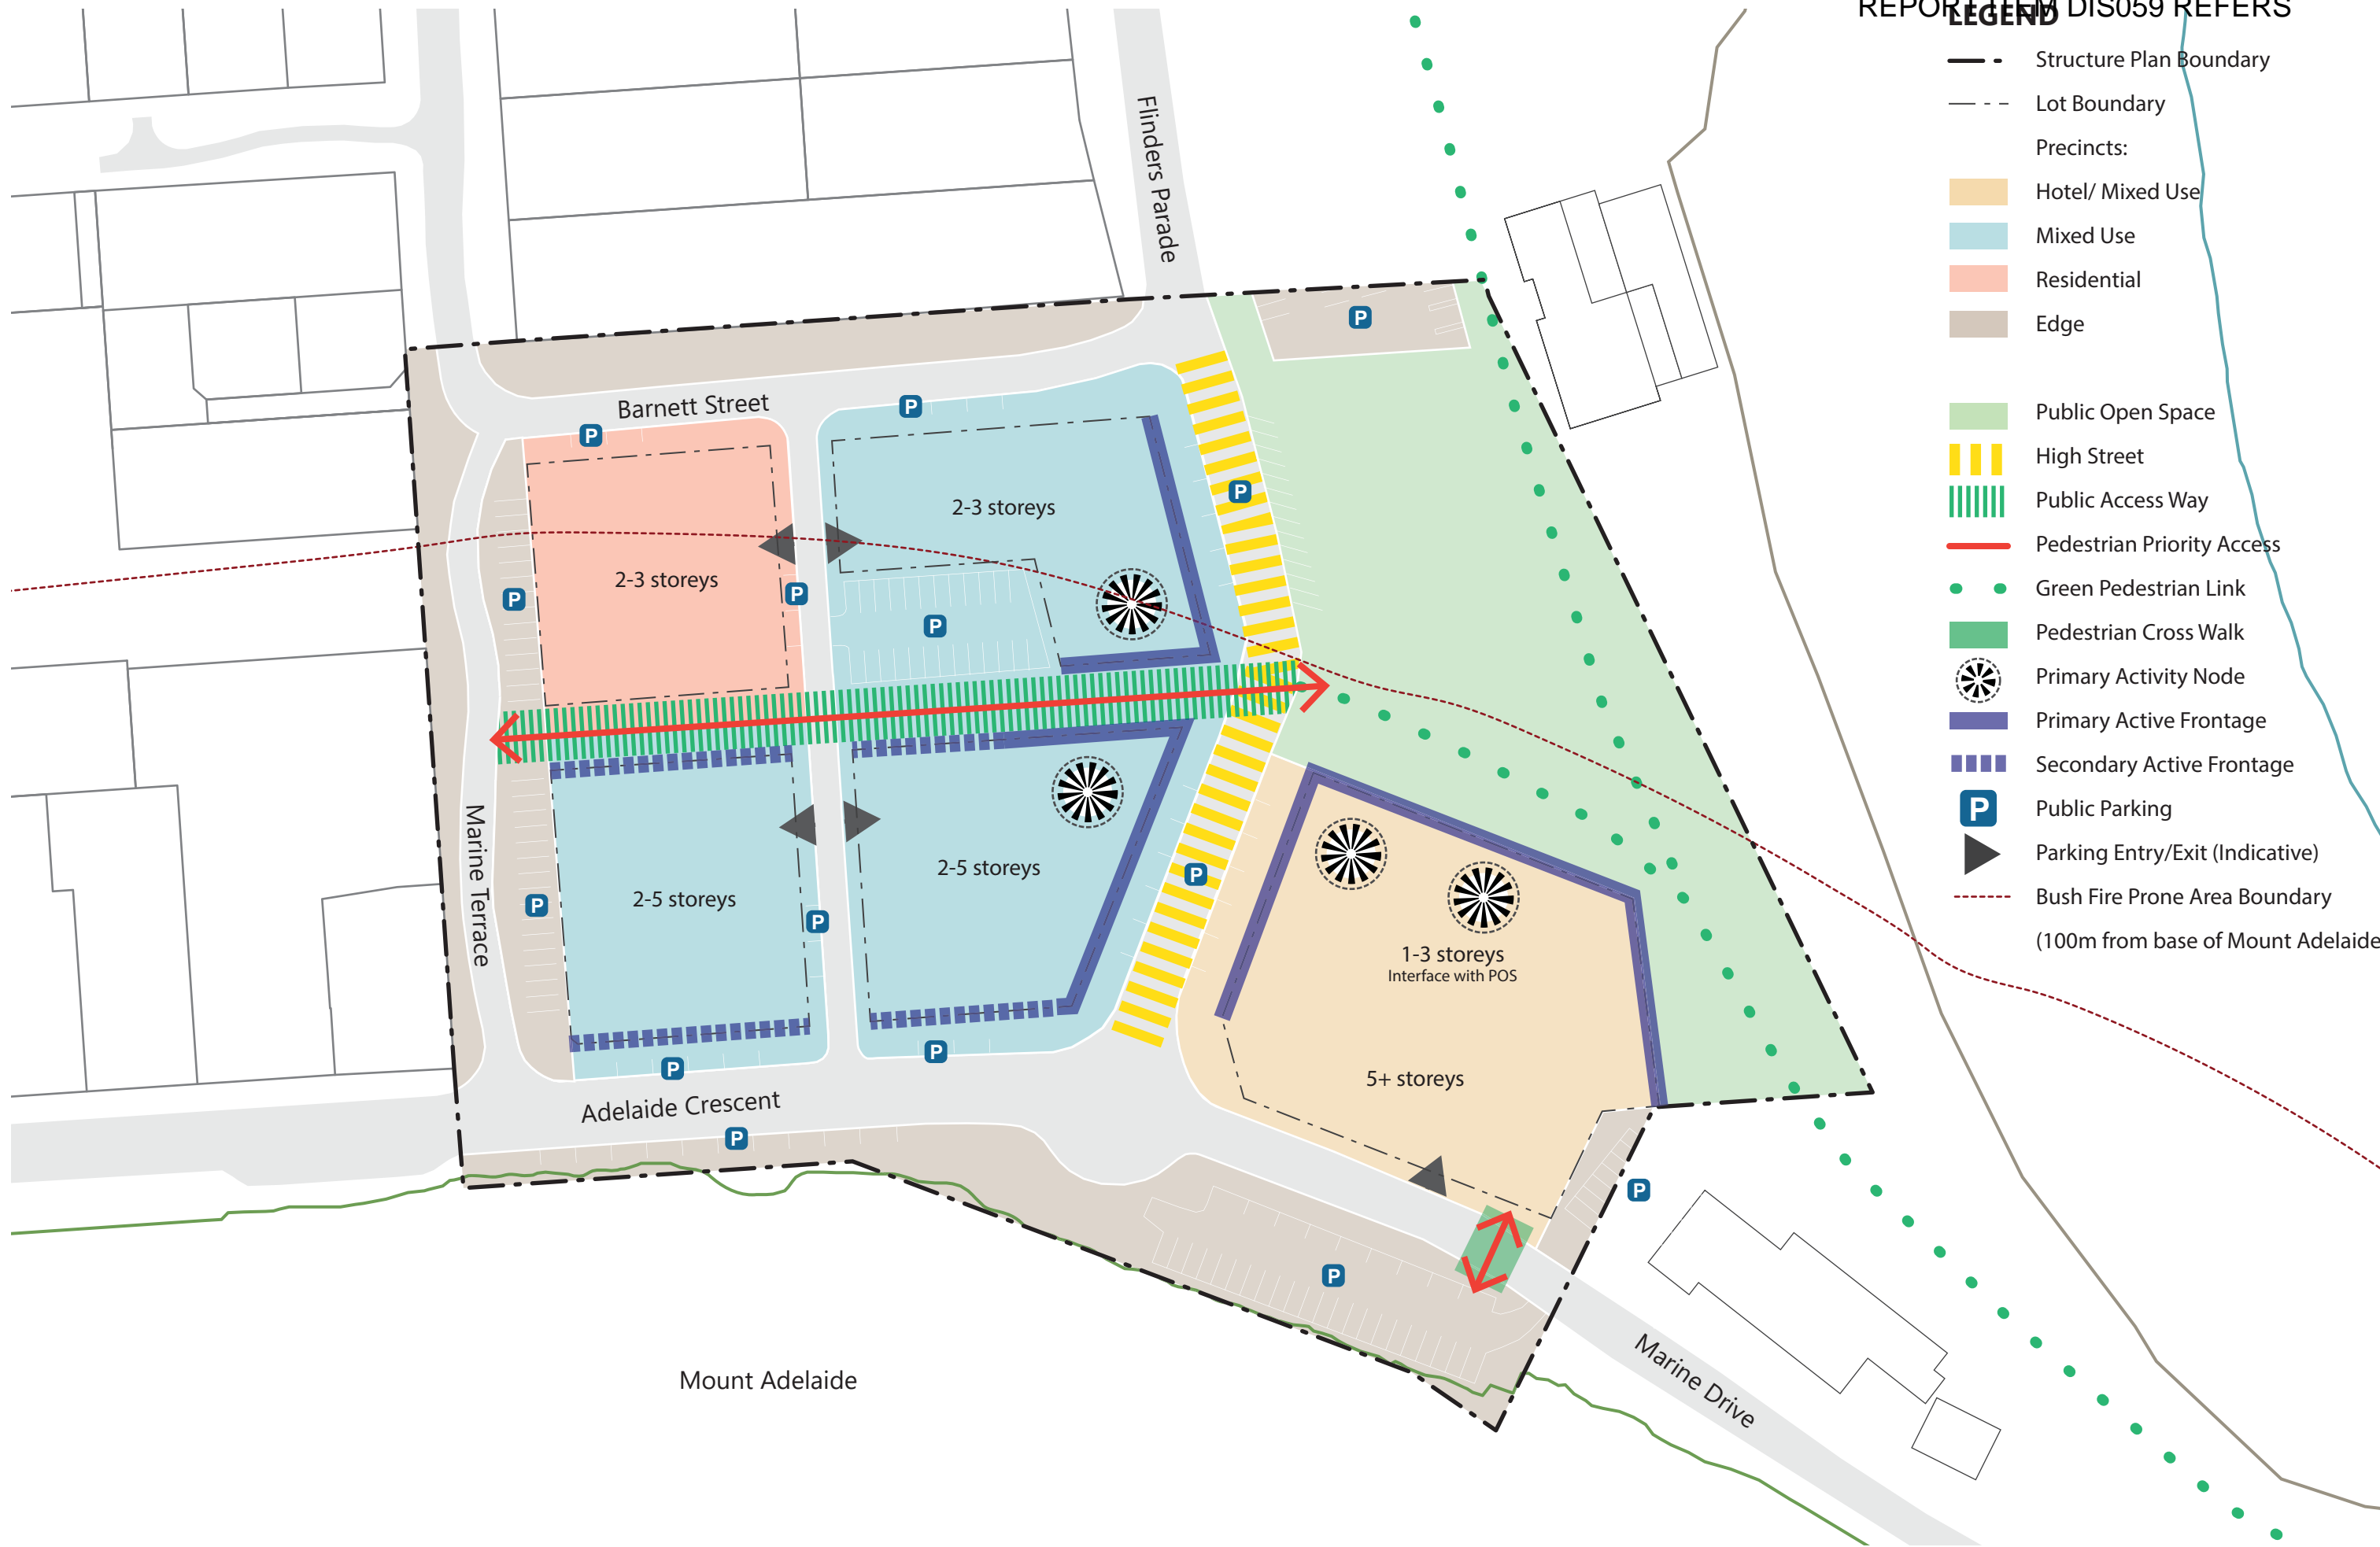 REPORT ITEM DIS059 REFERS
LEGEND
Structure Plan Boundary
Lot Boundary
Precincts:
Hotel/ Mixed Use
Mixed Use
Residential
Edge
Public Open Space
High Street
Public Access Way
Pedestrian Priority Access
Green Pedestrian Link
Pedestrian Cross Walk
Primary Activity Node
Primary Active Frontage
Secondary Active Frontage
P Public Parking
Parking Entry/Exit (Indicative)
Bush Fire Prone Area Boundary
(100m from base of Mount Adelaide
Flinders Parade
P
Barnett Street
P
P
P
2-3 storeys
2-3 storeys
P
P
P
Marine Terrace
2-5 storeys
2-5 storeys
P
P
P
1-3 storeys
Interface with POS
5+ storeys
P
P
Adelaide Crescent
P
P
P
Mount Adelaide
Marine Drive